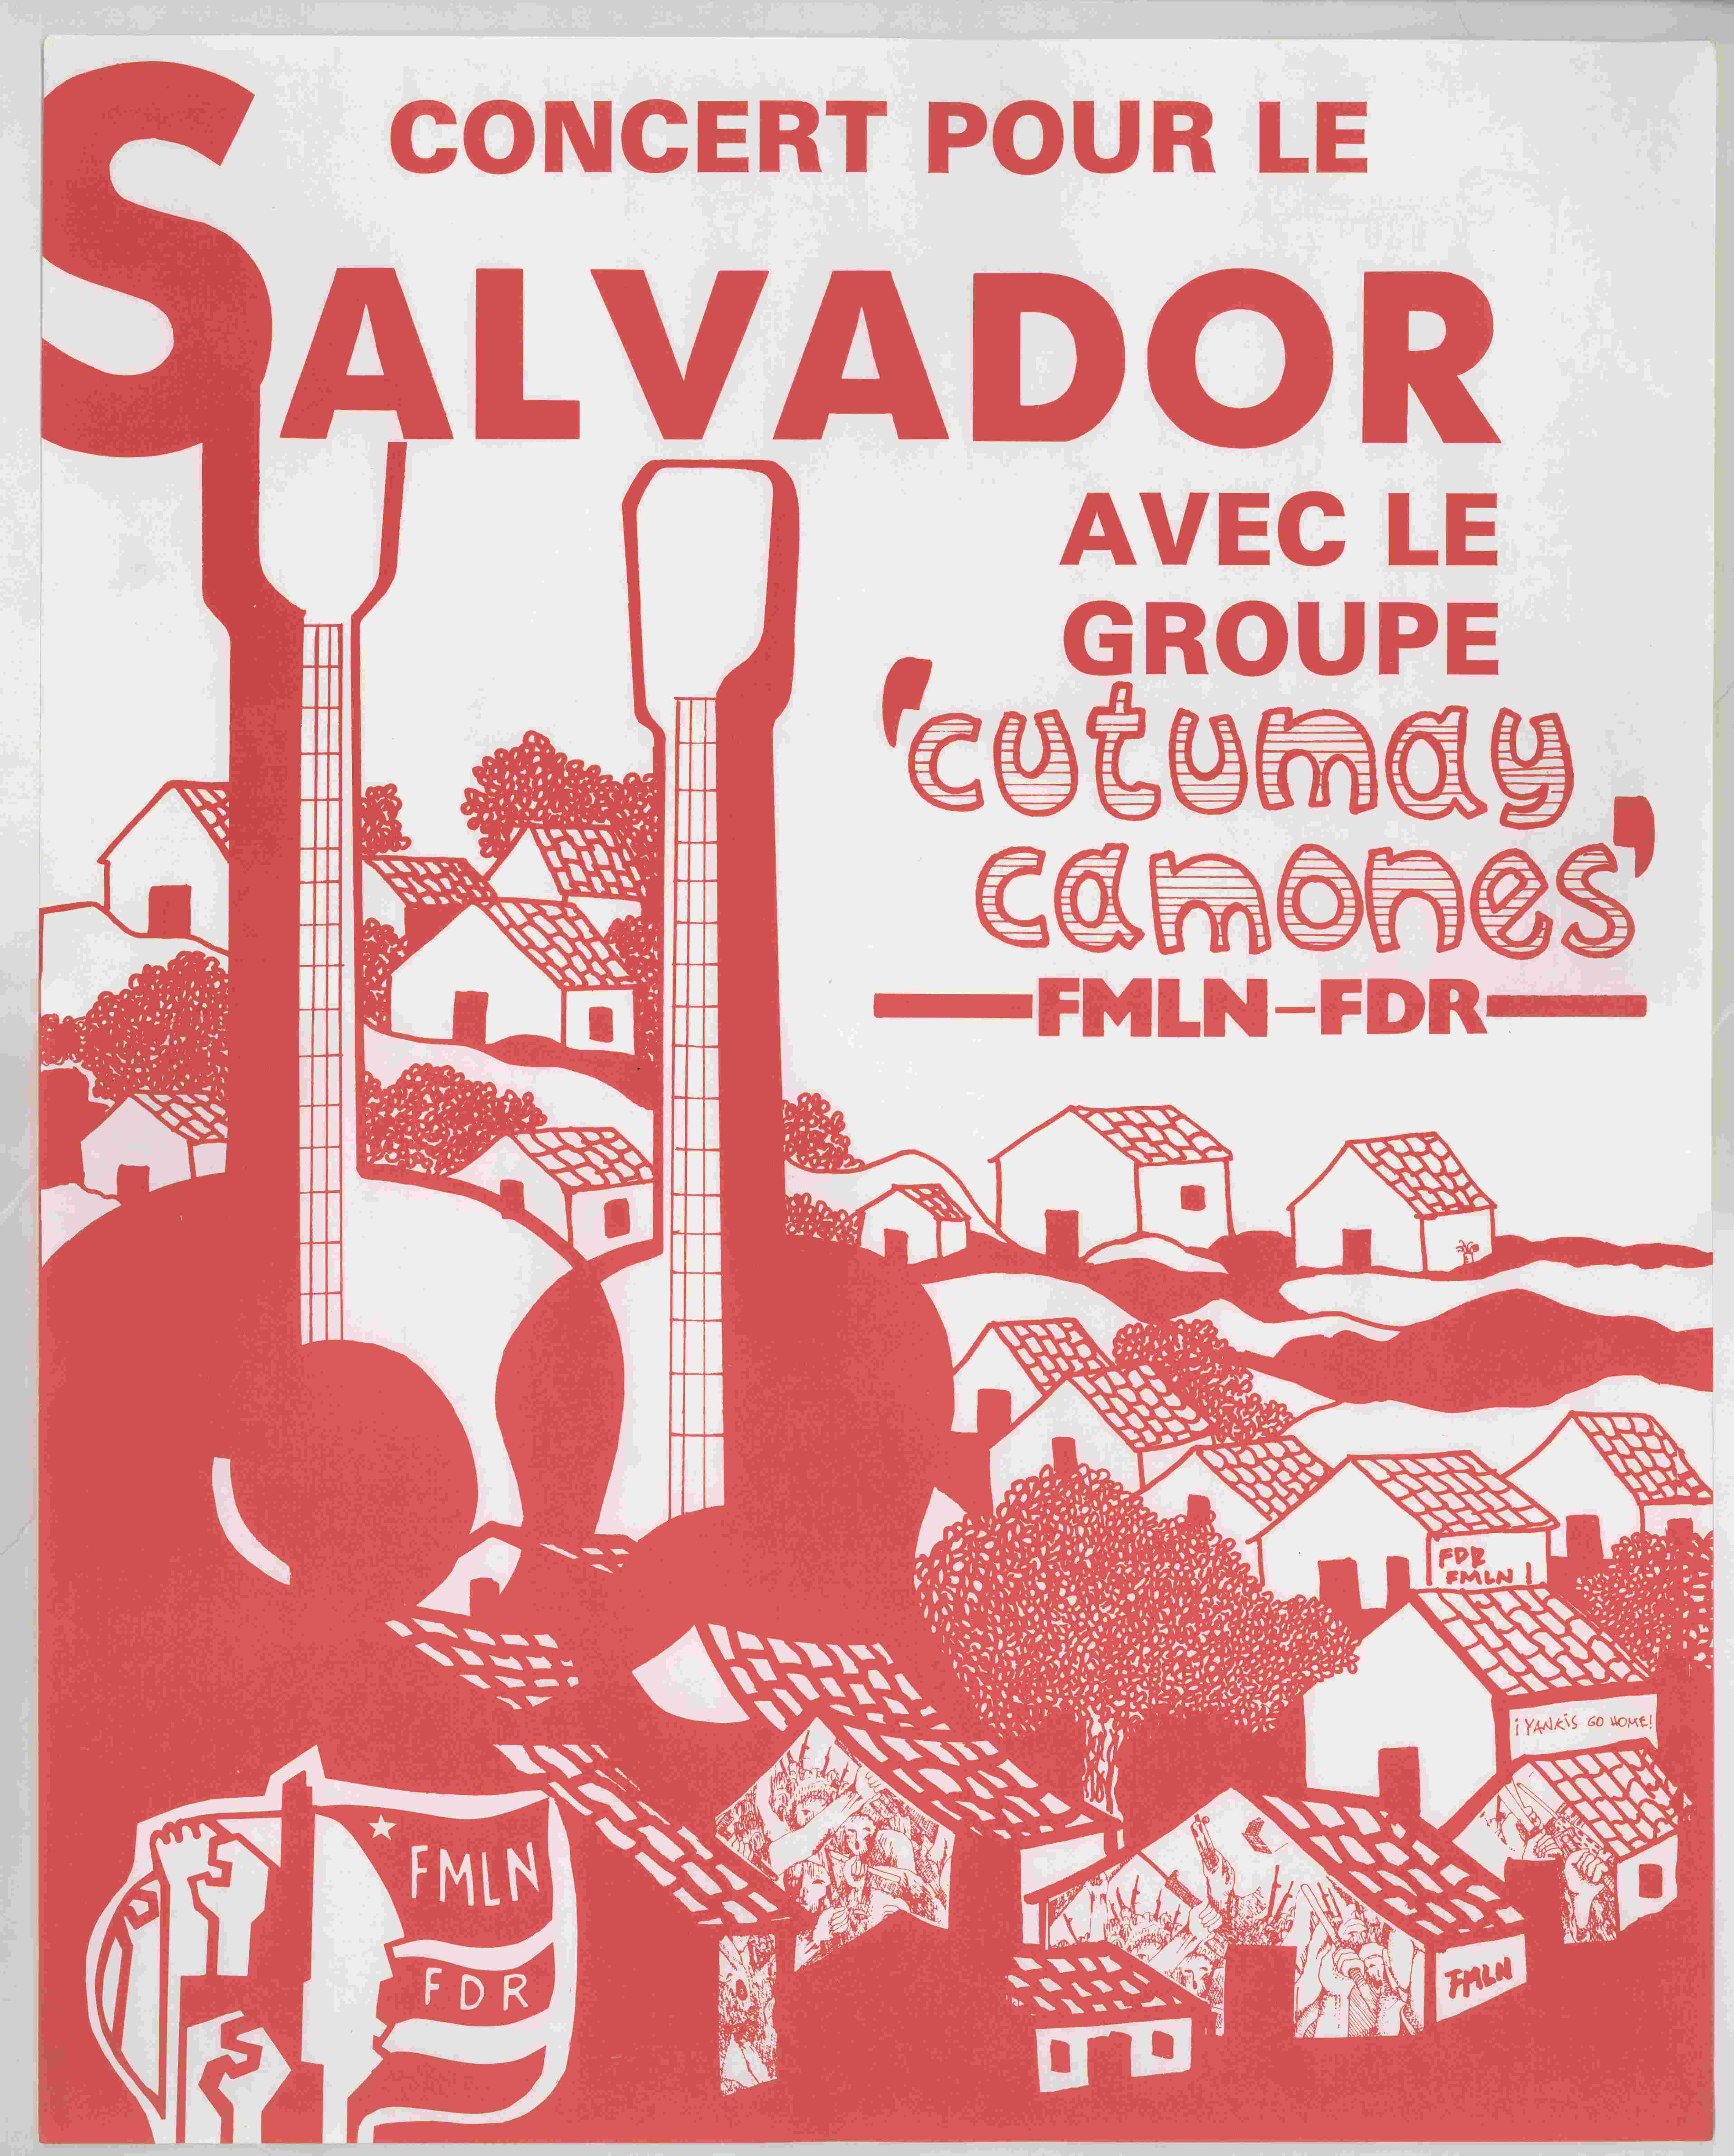 CONCERT POUR LE
SALVADOR
AVEC LE
GROUPE
'cutumay
camones'
FMLN-FDR
FDR
FMLN
¡YANKIS GO HOME!
FMLN
FMLN
FDR